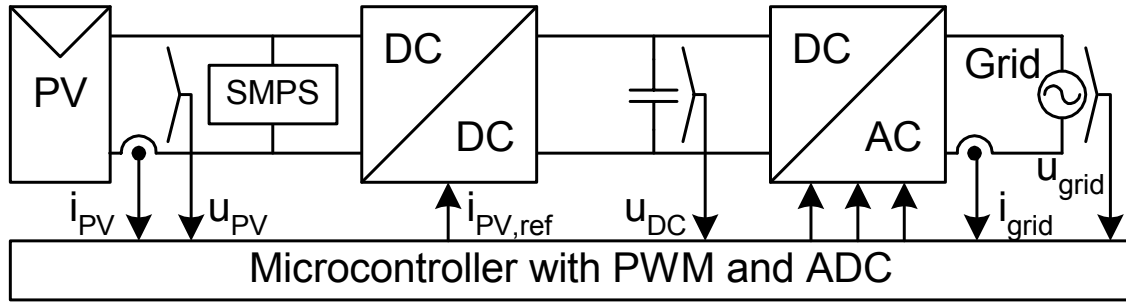 PV
SMPS
DC
DC
DC
AC
Grid
i_PV
u_PV
i_PV,ref
u_DC
i_grid
u_grid
Microcontroller with PWM and ADC